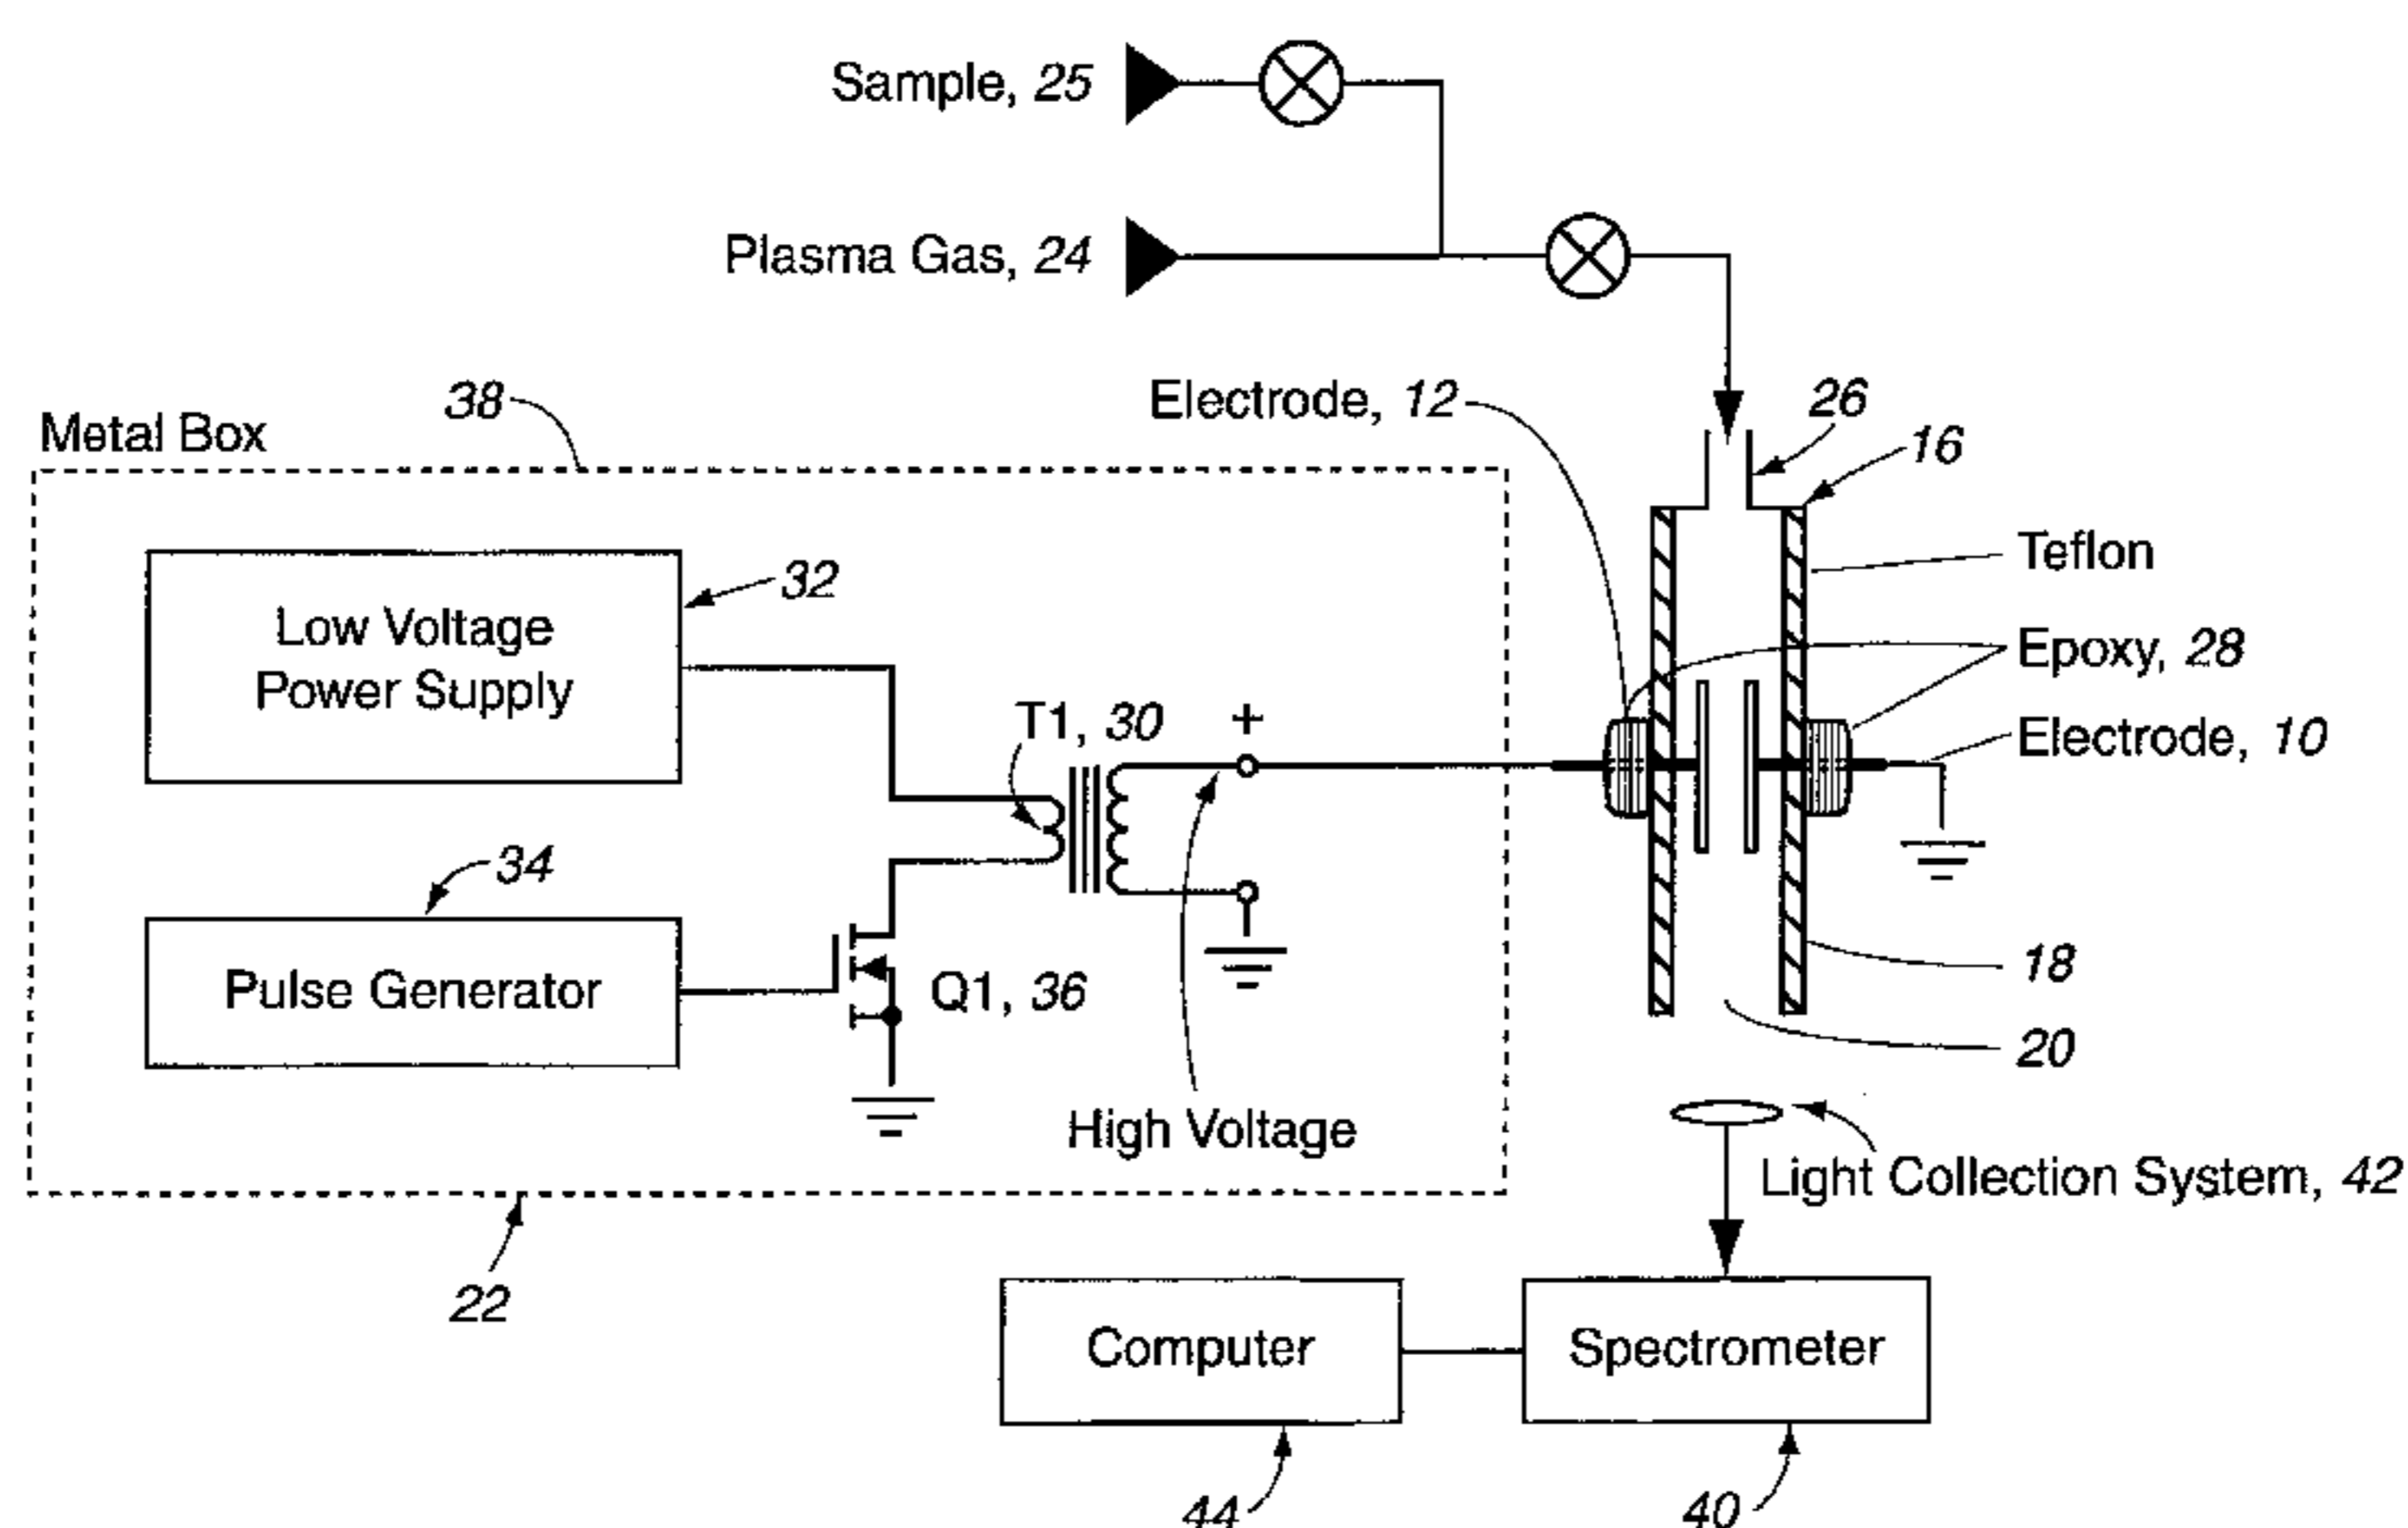 Sample, 25
Plasma Gas, 24
Electrode, 12
26
38
16
Metal Box
Teflon
32
Low Voltage
Power Supply
Epoxy, 28
T1, 30
+
Electrode, 10
34
Pulse Generator
Q1, 36
18
20
High Voltage
Light Collection System, 42
22
Computer
Spectrometer
44
40